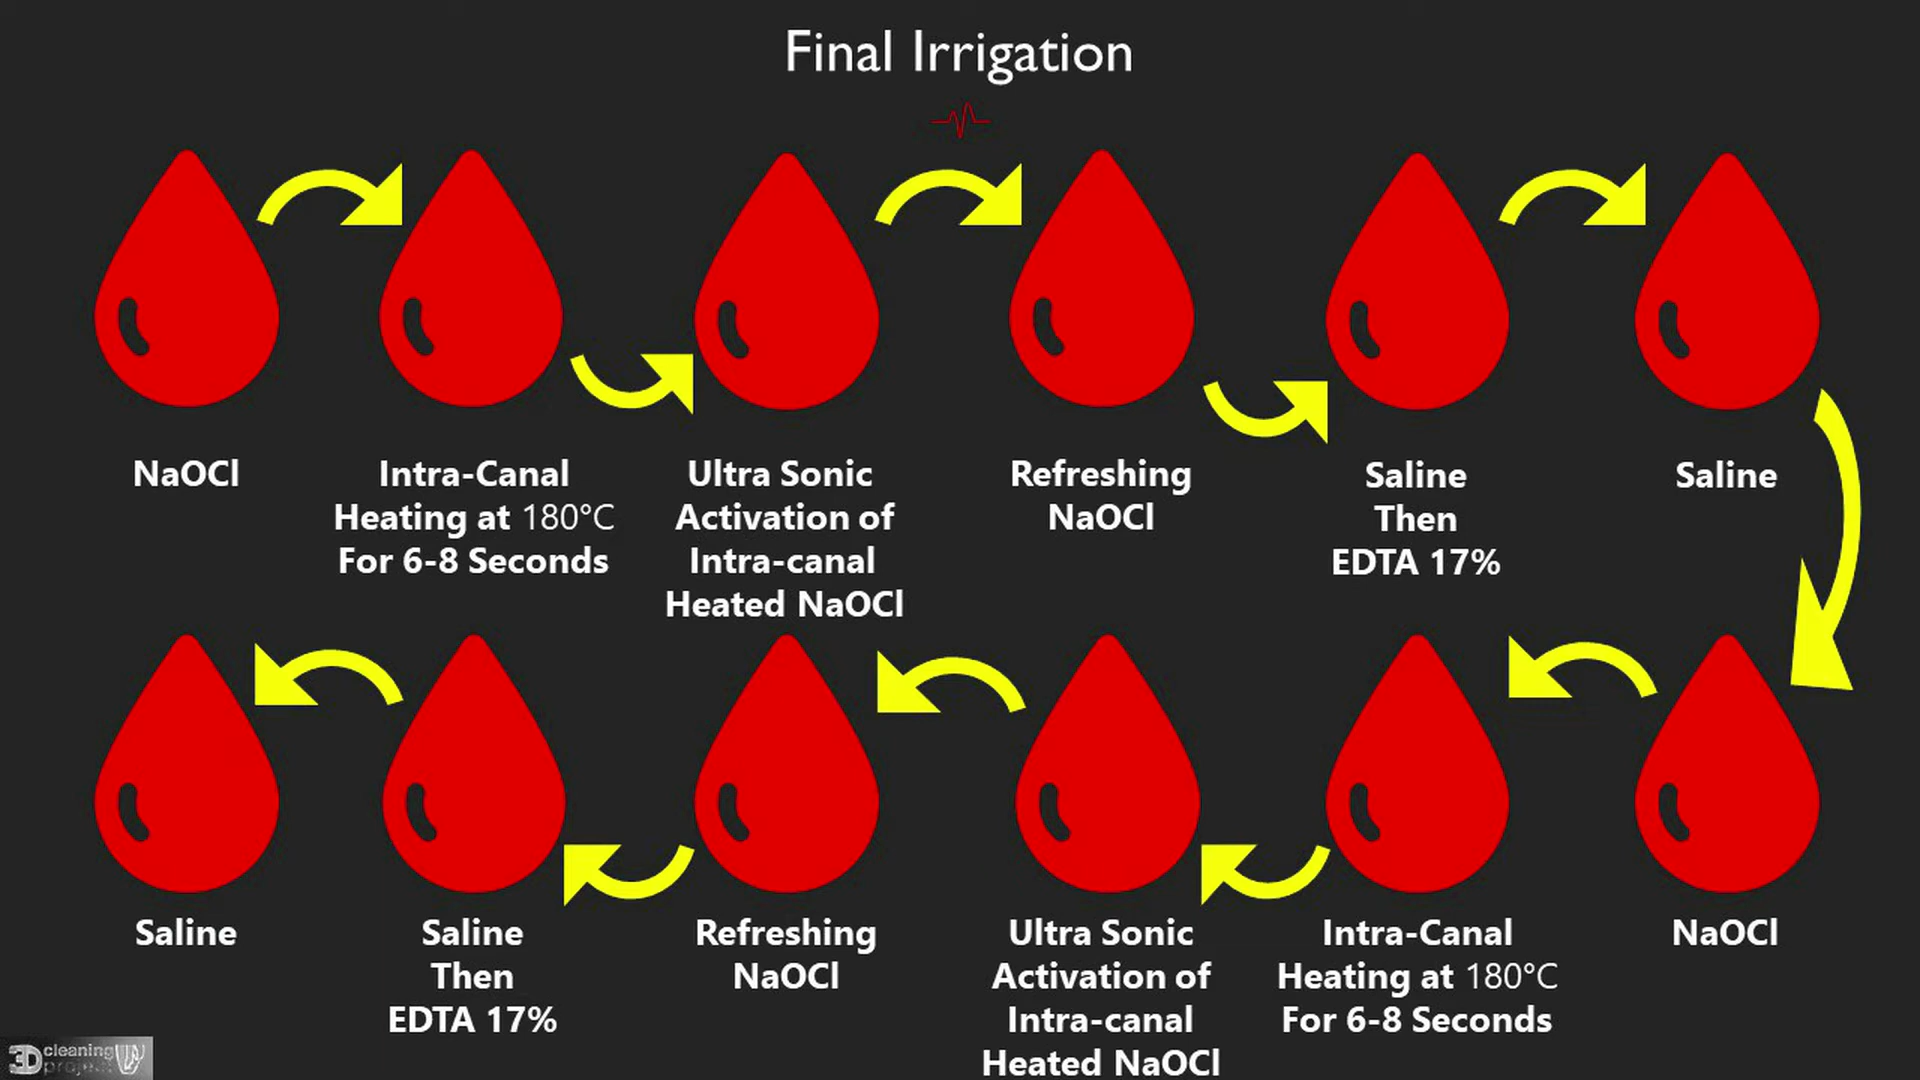 Final Irrigation
NaOCl
Intra-Canal
Heating at 180°C
For 6-8 Seconds
Ultra Sonic
Activation of
Intra-canal
Heated NaOCl
Refreshing
NaOCl
Saline
Then
EDTA 17%
Saline
Saline
Saline
Then
EDTA 17%
Refreshing
NaOCl
Ultra Sonic
Activation of
Intra-canal
Heated NaOCl
Intra-Canal
Heating at 180°C
For 6-8 Seconds
NaOCl
3D cleaning
project